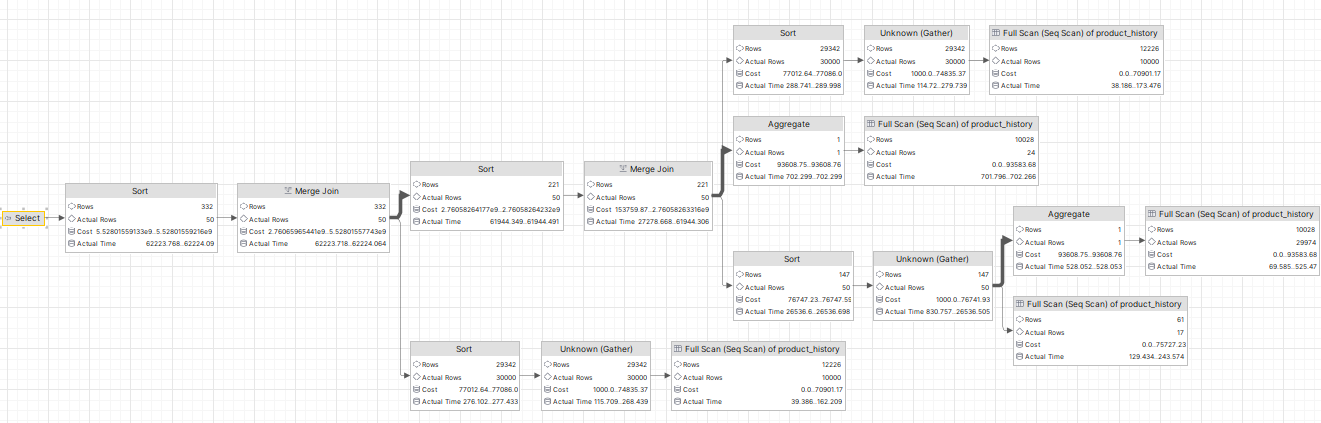 Select
Sort
Rows 332
Actual Rows 50
Cost 5.52801559133e9..5.52801559216e9
Actual Time 62223.768..62224.09
Merge Join
Rows 332
Actual Rows 50
Cost 2.76065965441e9..5.52801557743e9
Actual Time 62223.718..62224.064
Sort
Rows 221
Actual Rows 50
Cost 2.76058264177e9..2.76058264232e9
Actual Time 61944.349..61944.491
Merge Join
Rows 221
Actual Rows 50
Cost 153759.87..2.76058263316e9
Actual Time 27278.668..61944.306
Sort
Rows 29342
Actual Rows 30000
Cost 77012.64..77086.0
Actual Time 288.741..289.998
Unknown (Gather)
Rows 29342
Actual Rows 30000
Cost 1000.0..74835.37
Actual Time 114.72..279.739
Full Scan (Seq Scan) of product_history
Rows 12226
Actual Rows 10000
Cost 0.0..70901.17
Actual Time 38.186..173.476
Aggregate
Rows 1
Actual Rows 1
Cost 93608.75..93608.76
Actual Time 702.299..702.299
Full Scan (Seq Scan) of product_history
Rows 10028
Actual Rows 24
Cost 0.0..93583.68
Actual Time 701.796..702.266
Sort
Rows 147
Actual Rows 50
Cost 76747.23..76747.59
Actual Time 26536.6..26536.698
Unknown (Gather)
Rows 147
Actual Rows 50
Cost 1000.0..76741.93
Actual Time 830.757..26536.505
Aggregate
Rows 1
Actual Rows 1
Cost 93608.75..93608.76
Actual Time 528.052..528.053
Full Scan (Seq Scan) of product_history
Rows 10028
Actual Rows 29974
Cost 0.0..93583.68
Actual Time 69.585..525.47
Full Scan (Seq Scan) of product_history
Rows 61
Actual Rows 17
Cost 0.0..75727.23
Actual Time 129.434..243.574
Sort
Rows 29342
Actual Rows 30000
Cost 77012.64..77086.0
Actual Time 276.102..277.433
Unknown (Gather)
Rows 29342
Actual Rows 30000
Cost 1000.0..74835.37
Actual Time 115.709..268.439
Full Scan (Seq Scan) of product_history
Rows 12226
Actual Rows 10000
Cost 0.0..70901.17
Actual Time 39.386..162.209